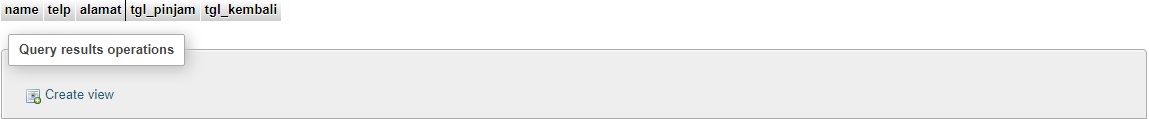 name telp alamat tgl_pinjam tgl_kembali
Query results operations
Create view